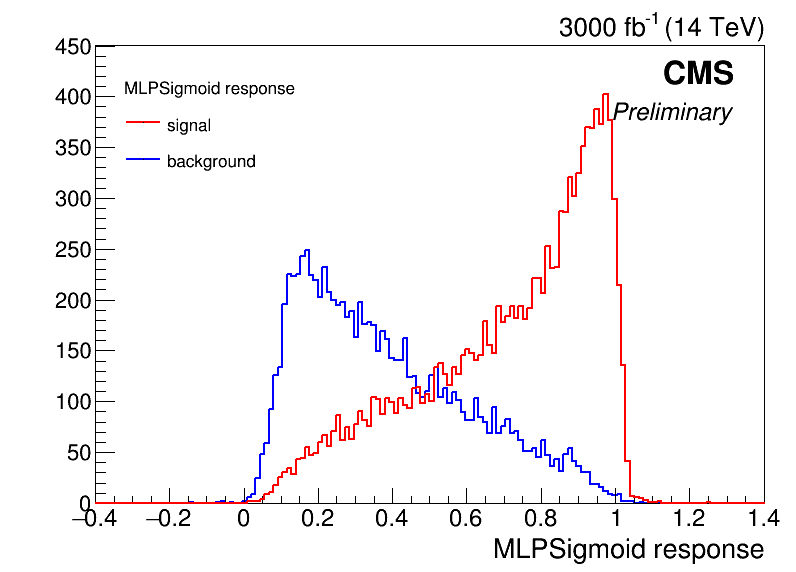 3000 fb⁻¹ (14 TeV)
CMS
Preliminary
MLPSigmoid response
signal
background
450
400
350
300
250
200
150
100
50
0
−0.4 −0.2 0 0.2 0.4 0.6 0.8 1 1.2 1.4
MLPSigmoid response